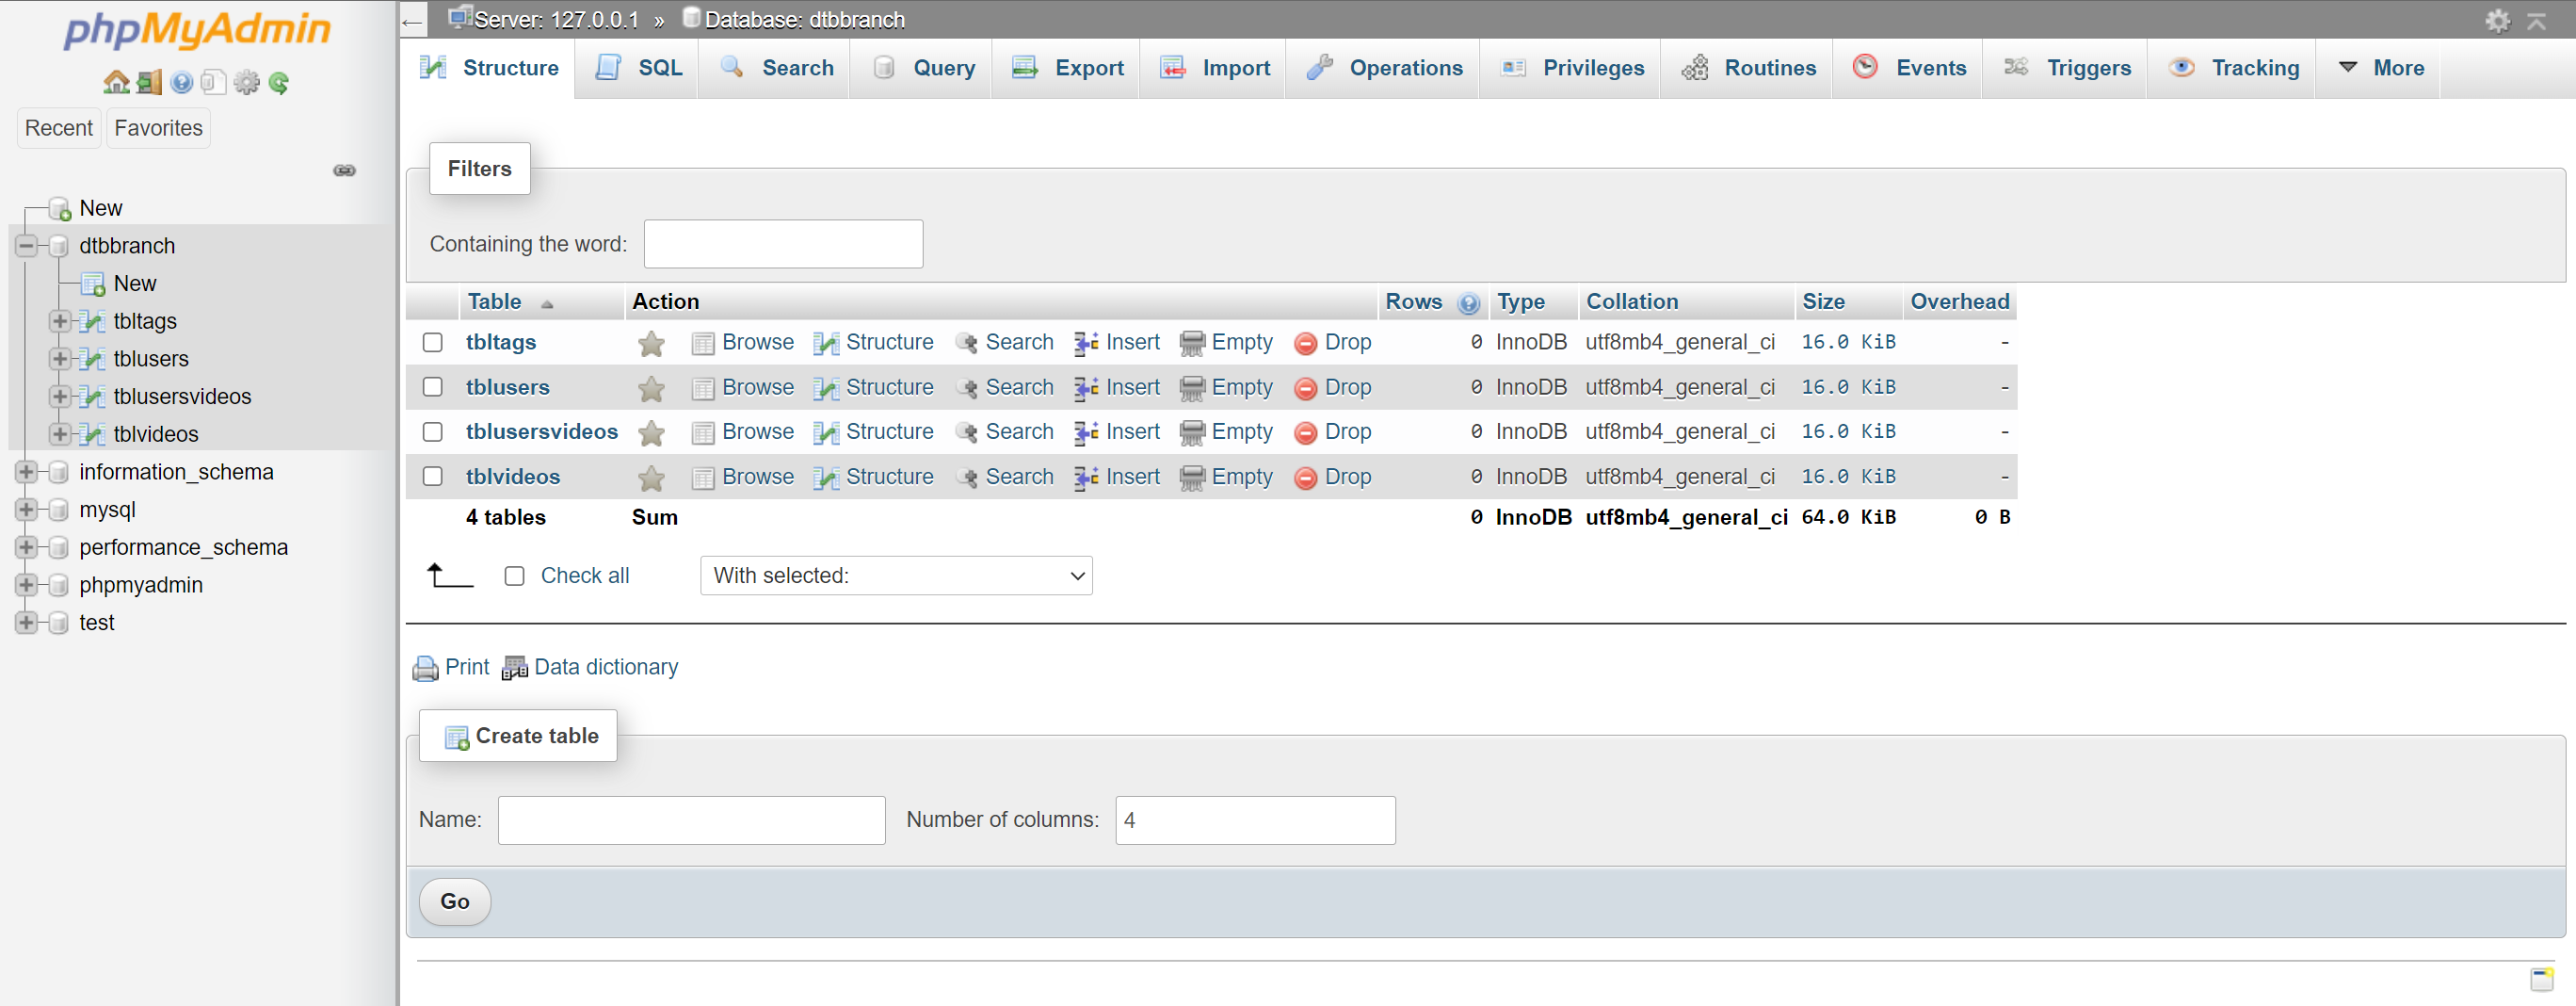 phpMyAdmin
Recent Favorites
New
dtbbranch
New
tbltags
tblusers
tblusersvideos
tblvideos
information_schema
mysql
performance_schema
phpmyadmin
test
Server: 127.0.0.1 » Database: dtbbranch
Structure SQL Search Query Export Import Operations Privileges Routines Events Triggers Tracking More
Filters
Containing the word:
Table Action Rows Type Collation Size Overhead
tbltags Browse Structure Search Insert Empty Drop 0 InnoDB utf8mb4_general_ci 16.0 KiB -
tblusers Browse Structure Search Insert Empty Drop 0 InnoDB utf8mb4_general_ci 16.0 KiB -
tblusersvideos Browse Structure Search Insert Empty Drop 0 InnoDB utf8mb4_general_ci 16.0 KiB -
tblvideos Browse Structure Search Insert Empty Drop 0 InnoDB utf8mb4_general_ci 16.0 KiB -
4 tables Sum 0 InnoDB utf8mb4_general_ci 64.0 KiB 0 B
Check all With selected:
Print Data dictionary
Create table
Name: Number of columns: 4
Go